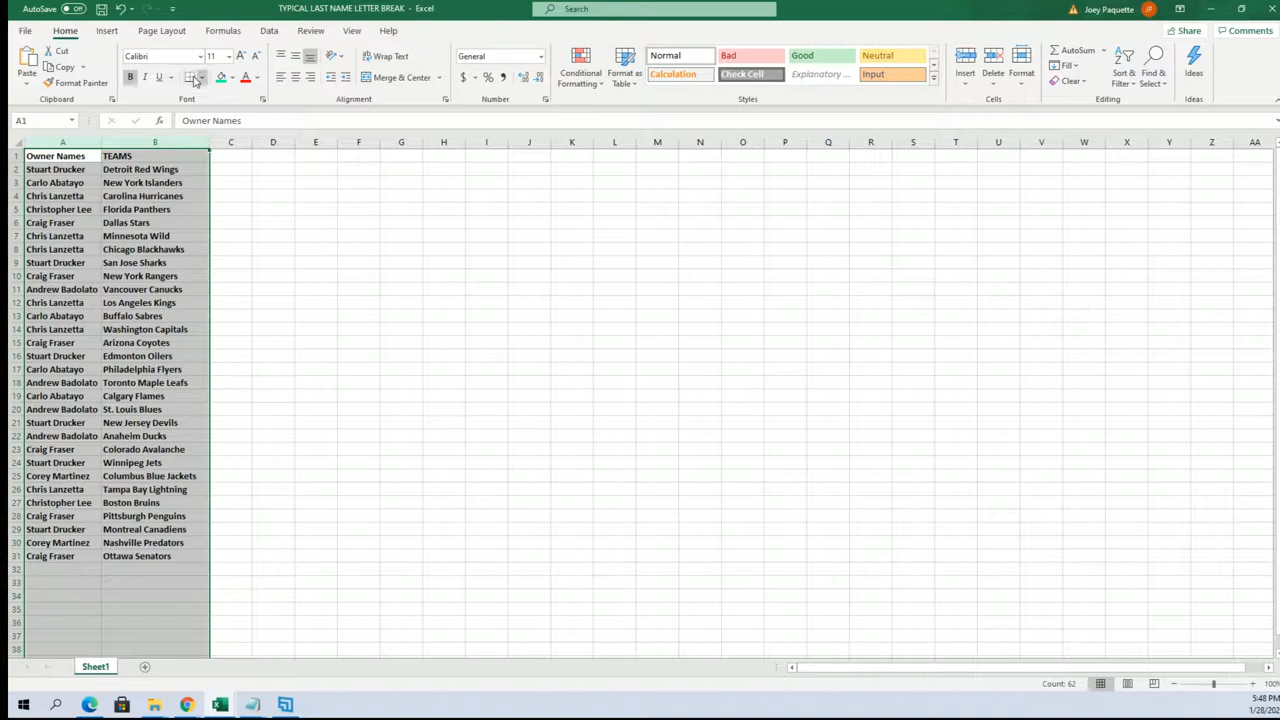 AutoSave Off TYPICAL LAST NAME LETTER BREAK - Excel Search Joey Paquette JP
File Home Insert Page Layout Formulas Data Review View Help Share Comments
Paste Cut Copy Format Painter Clipboard
Calibri 11 A A B I U A Font
ab Wrap Text Merge & Center Alignment
General $ % , Number
Conditional Formatting Format as Table
Normal Bad Good Neutral
Calculation Check Cell Explanatory ... Input
Styles
Insert Delete Format Cells
AutoSum Fill Clear Sort & Filter Find & Select Editing
Ideas Ideas
A1 fx Owner Names
A B C D E F G H I J K L M N O P Q R S T U V W X Y Z AA
1 Owner Names TEAMS
2 Stuart Drucker Detroit Red Wings
3 Carlo Abatayo New York Islanders
4 Chris Lanzetta Carolina Hurricanes
5 Christopher Lee Florida Panthers
6 Craig Fraser Dallas Stars
7 Chris Lanzetta Minnesota Wild
8 Chris Lanzetta Chicago Blackhawks
9 Stuart Drucker San Jose Sharks
10 Craig Fraser New York Rangers
11 Andrew Badolato Vancouver Canucks
12 Chris Lanzetta Los Angeles Kings
13 Carlo Abatayo Buffalo Sabres
14 Chris Lanzetta Washington Capitals
15 Craig Fraser Arizona Coyotes
16 Stuart Drucker Edmonton Oilers
17 Carlo Abatayo Philadelphia Flyers
18 Andrew Badolato Toronto Maple Leafs
19 Carlo Abatayo Calgary Flames
20 Andrew Badolato St. Louis Blues
21 Stuart Drucker New Jersey Devils
22 Andrew Badolato Anaheim Ducks
23 Craig Fraser Colorado Avalanche
24 Stuart Drucker Winnipeg Jets
25 Corey Martinez Columbus Blue Jackets
26 Chris Lanzetta Tampa Bay Lightning
27 Christopher Lee Boston Bruins
28 Craig Fraser Pittsburgh Penguins
29 Stuart Drucker Montreal Canadiens
30 Corey Martinez Nashville Predators
31 Craig Fraser Ottawa Senators
32
33
34
35
36
37
38
Sheet1
Count: 62 100%
5:48 PM
1/28/202